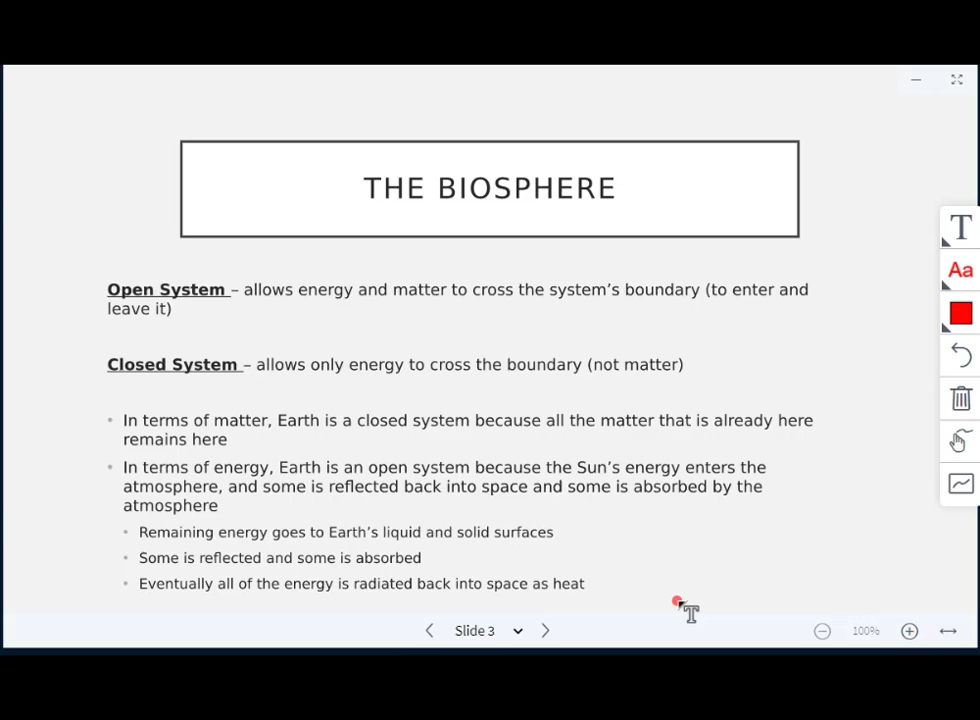 THE BIOSPHERE
Open System – allows energy and matter to cross the system’s boundary (to enter and
leave it)
Closed System – allows only energy to cross the boundary (not matter)
• In terms of matter, Earth is a closed system because all the matter that is already here
remains here
• In terms of energy, Earth is an open system because the Sun’s energy enters the
atmosphere, and some is reflected back into space and some is absorbed by the
atmosphere
• Remaining energy goes to Earth’s liquid and solid surfaces
• Some is reflected and some is absorbed
• Eventually all of the energy is radiated back into space as heat
T
Aa
Slide 3
100%